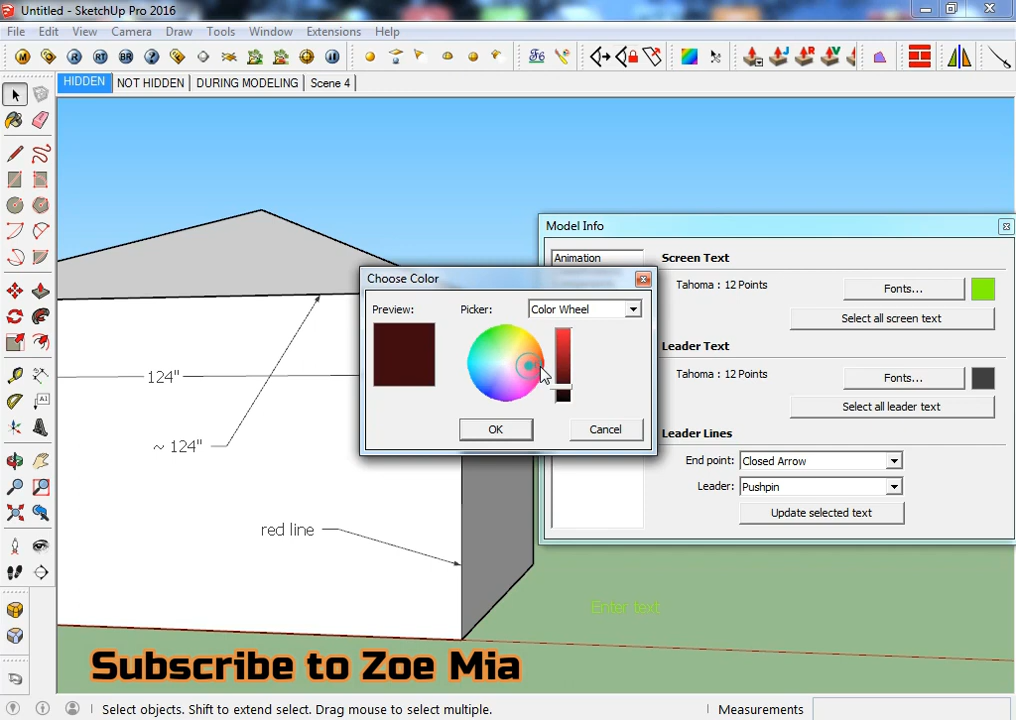 Untitled - SketchUp Pro 2016
File Edit View Camera Draw Tools Window Extensions Help
HIDDEN NOT HIDDEN DURING MODELING Scene 4
Model Info
Animation
Screen Text
Tahoma : 12 Points
Fonts...
Select all screen text
Leader Text
Tahoma : 12 Points
Fonts...
Select all leader text
Leader Lines
End point: Closed Arrow
Leader: Pushpin
Update selected text
Choose Color
Preview: Picker: Color Wheel
OK Cancel
124"
~ 124"
red line
Enter text
Subscribe to Zoe Mia
Select objects. Shift to extend select. Drag mouse to select multiple.
Measurements